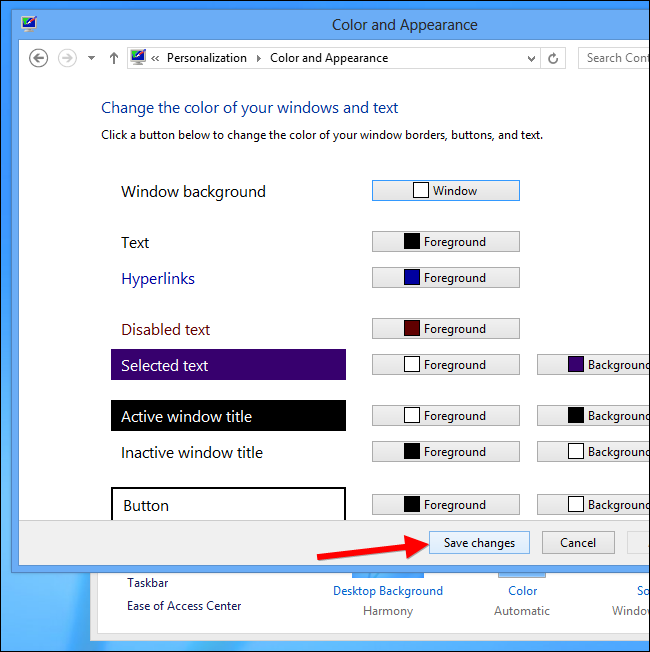 Color and Appearance
« Personalization › Color and Appearance
Search Cont
Change the color of your windows and text
Click a button below to change the color of your window borders, buttons, and text.
Window background Window
Text Foreground
Hyperlinks Foreground
Disabled text Foreground
Selected text Foreground Background
Active window title Foreground Background
Inactive window title Foreground Background
Button Foreground Background
Save changes Cancel
Taskbar
Ease of Access Center
Desktop Background Color So
Harmony Automatic Window